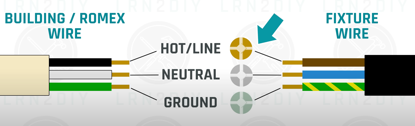 BUILDING / ROMEX
WIRE
FIXTURE
WIRE
HOT/LINE
NEUTRAL
GROUND